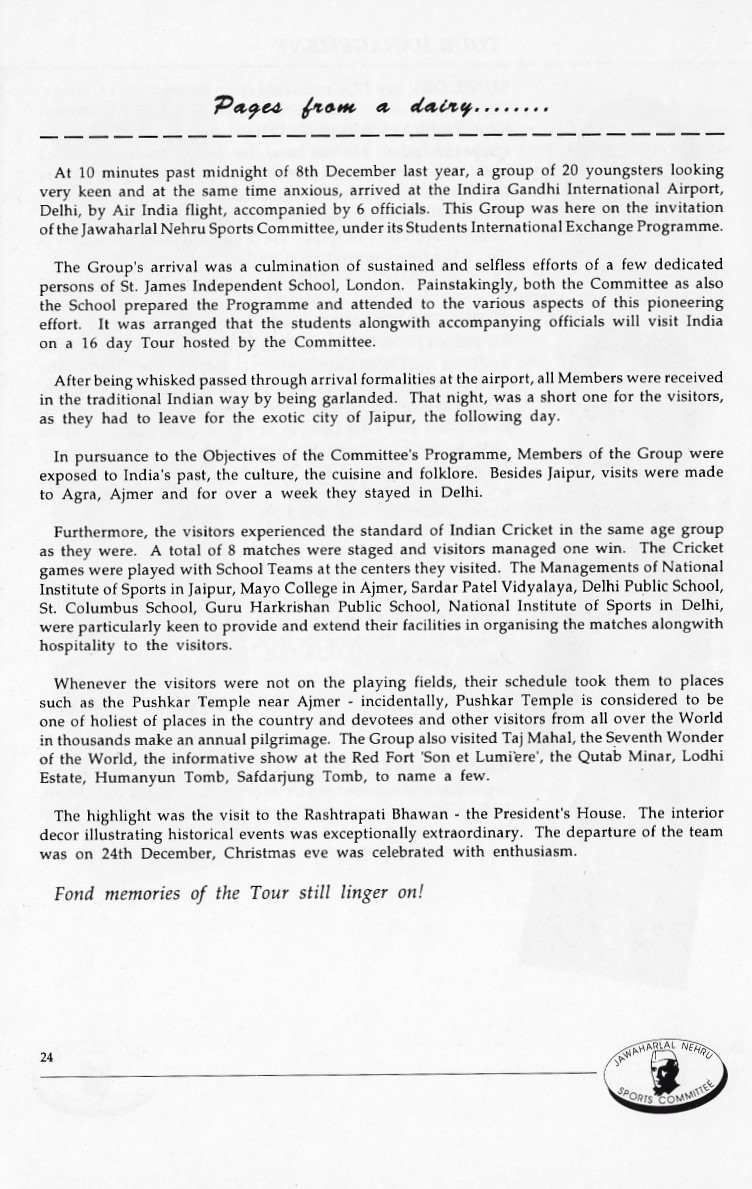 Pages from a dairy........
At 10 minutes past midnight of 8th December last year, a group of 20 youngsters looking
very keen and at the same time anxious, arrived at the Indira Gandhi International Airport,
Delhi, by Air India flight, accompanied by 6 officials. This Group was here on the invitation
of the Jawaharlal Nehru Sports Committee, under its Students International Exchange Programme.
The Group's arrival was a culmination of sustained and selfless efforts of a few dedicated
persons of St. James Independent School, London. Painstakingly, both the Committee as also
the School prepared the Programme and attended to the various aspects of this pioneering
effort. It was arranged that the students alongwith accompanying officials will visit India
on a 16 day Tour hosted by the Committee.
After being whisked passed through arrival formalities at the airport, all Members were received
in the traditional Indian way by being garlanded. That night, was a short one for the visitors,
as they had to leave for the exotic city of Jaipur, the following day.
In pursuance to the Objectives of the Committee's Programme, Members of the Group were
exposed to India's past, the culture, the cuisine and folklore. Besides Jaipur, visits were made
to Agra, Ajmer and for over a week they stayed in Delhi.
Furthermore, the visitors experienced the standard of Indian Cricket in the same age group
as they were. A total of 8 matches were staged and visitors managed one win. The Cricket
games were played with School Teams at the centers they visited. The Managements of National
Institute of Sports in Jaipur, Mayo College in Ajmer, Sardar Patel Vidyalaya, Delhi Public School,
St. Columbus School, Guru Harkrishan Public School, National Institute of Sports in Delhi,
were particularly keen to provide and extend their facilities in organising the matches alongwith
hospitality to the visitors.
Whenever the visitors were not on the playing fields, their schedule took them to places
such as the Pushkar Temple near Ajmer - incidentally, Pushkar Temple is considered to be
one of holiest of places in the country and devotees and other visitors from all over the World
in thousands make an annual pilgrimage. The Group also visited Taj Mahal, the Seventh Wonder
of the World, the informative show at the Red Fort 'Son et Lumière', the Qutab Minar, Lodhi
Estate, Humanyun Tomb, Safdarjung Tomb, to name a few.
The highlight was the visit to the Rashtrapati Bhawan - the President's House. The interior
decor illustrating historical events was exceptionally extraordinary. The departure of the team
was on 24th December, Christmas eve was celebrated with enthusiasm.
Fond memories of the Tour still linger on!
24
JAWAHARLAL NEHRU
SPORTS COMMITTEE